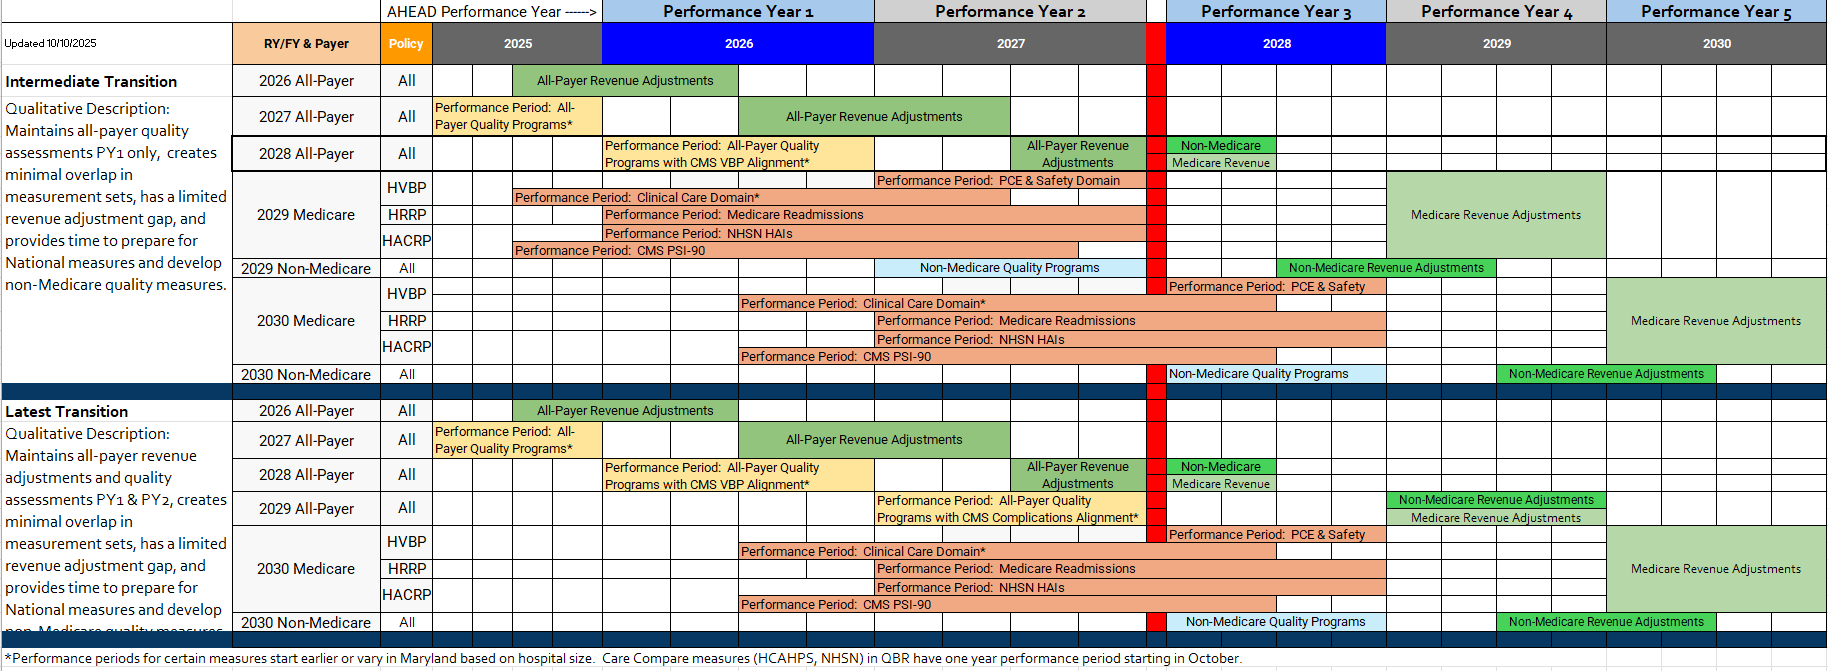 AHEAD Performance Year ----->
Performance Year 1
Performance Year 2
Performance Year 3
Performance Year 4
Performance Year 5
Updated 10/10/2025
RY/FY & Payer
Policy
2025
2026
2027
2028
2029
2030
Intermediate Transition
2026 All-Payer
All
All-Payer Revenue Adjustments
Qualitative Description:
Maintains all-payer quality
assessments PY1 only, creates
minimal overlap in
measurement sets, has a limited
revenue adjustment gap, and
provides time to prepare for
National measures and develop
non-Medicare quality measures.
2027 All-Payer
All
Performance Period: All-
Payer Quality Programs*
All-Payer Revenue Adjustments
2028 All-Payer
All
Performance Period: All-Payer Quality
Programs with CMS VBP Alignment*
All-Payer Revenue
Adjustments
Non-Medicare
Medicare Revenue
2029 Medicare
HVBP
Performance Period: PCE & Safety Domain
Performance Period: Clinical Care Domain*
HRRP
Performance Period: Medicare Readmissions
HACRP
Performance Period: NHSN HAIs
Performance Period: CMS PSI-90
Medicare Revenue Adjustments
2029 Non-Medicare
All
Non-Medicare Quality Programs
Non-Medicare Revenue Adjustments
2030 Medicare
HVBP
Performance Period: PCE & Safety
Performance Period: Clinical Care Domain*
HRRP
Performance Period: Medicare Readmissions
HACRP
Performance Period: NHSN HAIs
Performance Period: CMS PSI-90
Medicare Revenue Adjustments
2030 Non-Medicare
All
Non-Medicare Quality Programs
Non-Medicare Revenue Adjustments
Latest Transition
2026 All-Payer
All
All-Payer Revenue Adjustments
Qualitative Description:
Maintains all-payer revenue
adjustments and quality
assessments PY1 & PY2, creates
minimal overlap in
measurement sets, has a limited
revenue adjustment gap, and
provides time to prepare for
National measures and develop
non-Medicare quality measures
2027 All-Payer
All
Performance Period: All-
Payer Quality Programs*
All-Payer Revenue Adjustments
2028 All-Payer
All
Performance Period: All-Payer Quality
Programs with CMS VBP Alignment*
All-Payer Revenue
Adjustments
Non-Medicare
Medicare Revenue
2029 All-Payer
All
Performance Period: All-Payer Quality
Programs with CMS Complications Alignment*
Non-Medicare Revenue Adjustments
Medicare Revenue Adjustments
2030 Medicare
HVBP
Performance Period: PCE & Safety
Performance Period: Clinical Care Domain*
HRRP
Performance Period: Medicare Readmissions
HACRP
Performance Period: NHSN HAIs
Performance Period: CMS PSI-90
Medicare Revenue Adjustments
2030 Non-Medicare
All
Non-Medicare Quality Programs
Non-Medicare Revenue Adjustments
*Performance periods for certain measures start earlier or vary in Maryland based on hospital size. Care Compare measures (HCAHPS, NHSN) in QBR have one year performance period starting in October.